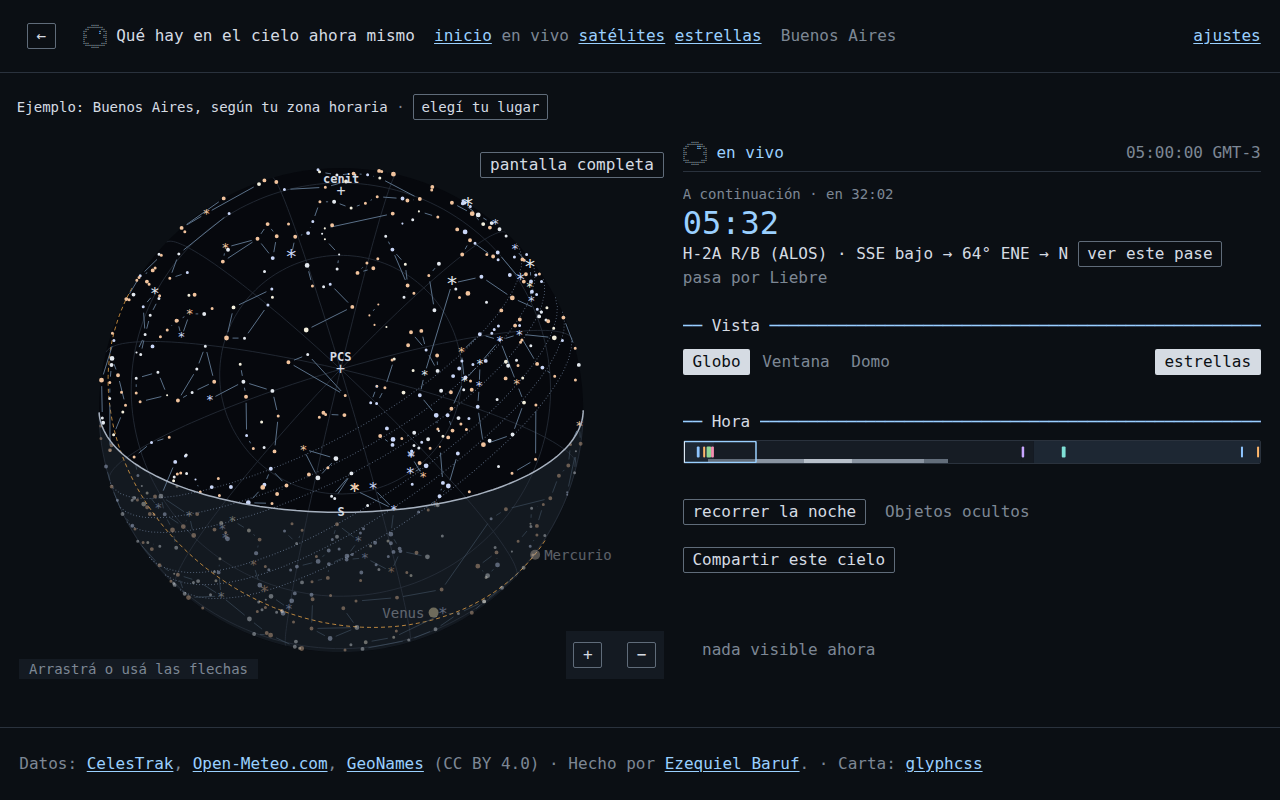 ← Qué hay en el cielo ahora mismo inicio en vivo satélites estrellas Buenos Aires ajustes
Ejemplo: Buenos Aires, según tu zona horaria · elegí tu lugar
pantalla completa
cenit
PCS
S
Mercurio
Venus
Arrastrá o usá las flechas
+ −
en vivo 05:00:00 GMT-3
A continuación · en 32:02
05:32
H-2A R/B (ALOS) · SSE bajo → 64° ENE → N ver este pase
pasa por Liebre
Vista
Globo Ventana Domo estrellas
Hora
recorrer la noche Objetos ocultos
Compartir este cielo
nada visible ahora
Datos: CelesTrak, Open-Meteo.com, GeoNames (CC BY 4.0) · Hecho por Ezequiel Baruf. · Carta: glyphcss